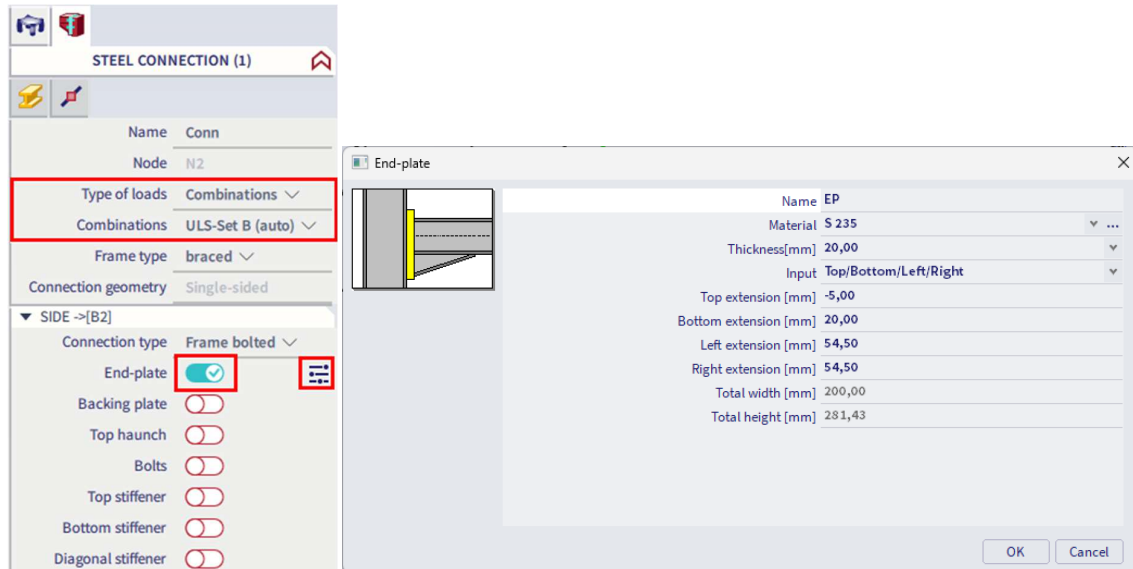 STEEL CONNECTION (1)
Name Conn
Node N2
Type of loads Combinations
Combinations ULS-Set B (auto)
Frame type braced
Connection geometry Single-sided
SIDE ->[B2]
Connection type Frame bolted
End-plate
Backing plate
Top haunch
Bolts
Top stiffener
Bottom stiffener
Diagonal stiffener
End-plate
Name EP
Material S 235 ...
Thickness[mm] 20,00
Input Top/Bottom/Left/Right
Top extension [mm] -5,00
Bottom extension [mm] 20,00
Left extension [mm] 54,50
Right extension [mm] 54,50
Total width [mm] 200,00
Total height [mm] 281,43
OK Cancel